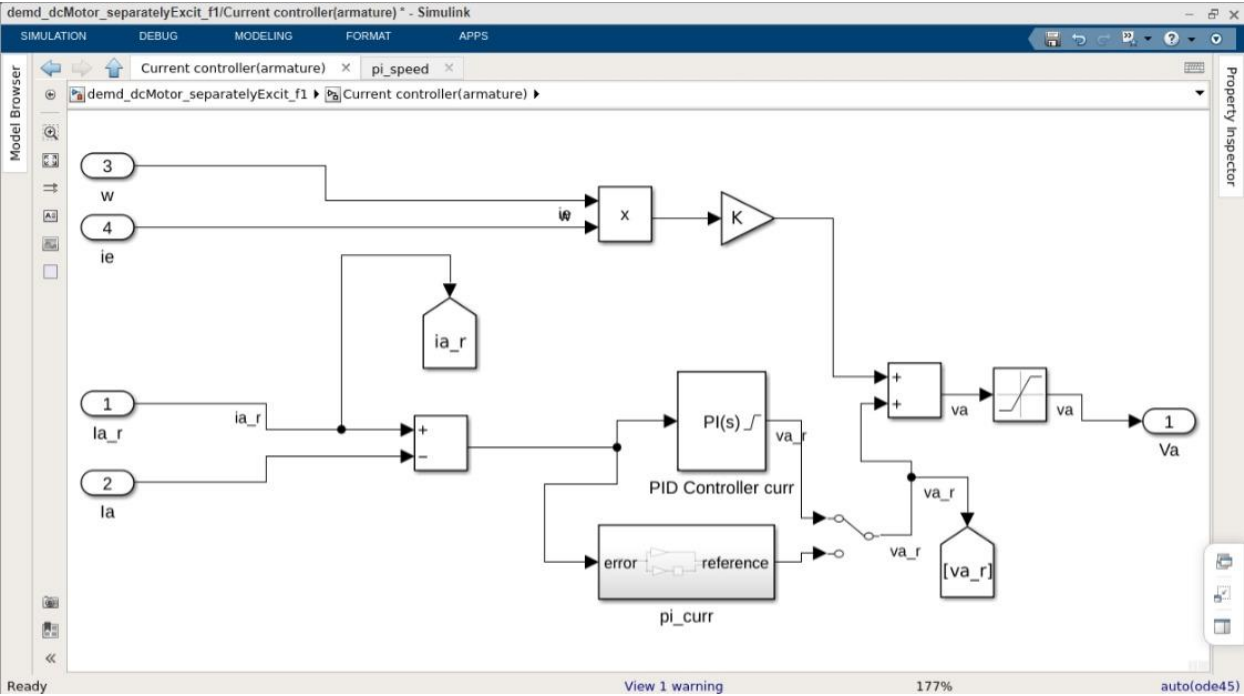 demd_dcMotor_separatelyExcit_f1/Current controller(armature) * - Simulink
SIMULATION DEBUG MODELING FORMAT APPS
Current controller(armature) × pi_speed ×
demd_dcMotor_separatelyExcit_f1 Current controller(armature)
Model Browser
Property Inspector
3
w
4
ie
ie
w
x
K
ia_r
1
Ia_r
ia_r
2
Ia
+
−
PI(s)
va_r
PID Controller curr
error reference
pi_curr
+
+
va
va
1
Va
va_r
va_r
[va_r]
Ready View 1 warning 177% auto(ode45)